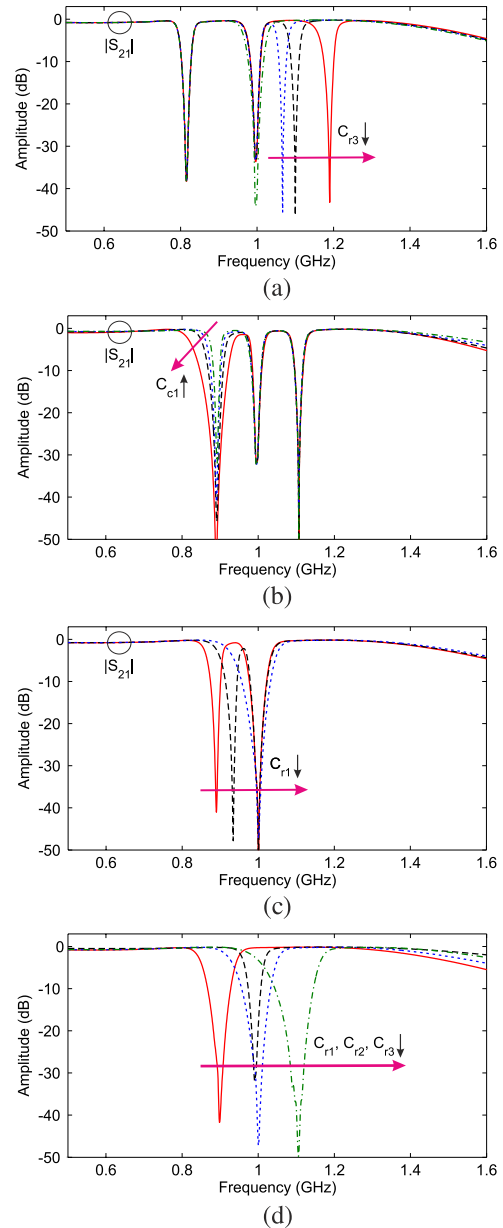 0
-10
-20
-30
-40
-50
Amplitude (dB)
|S21|
Cr3↓
0.6 0.8 1 1.2 1.4 1.6
Frequency (GHz)
(a)
0
-10
-20
-30
-40
-50
Amplitude (dB)
|S21|
Cc1↑
0.6 0.8 1 1.2 1.4 1.6
Frequency (GHz)
(b)
0
-10
-20
-30
-40
-50
Amplitude (dB)
|S21|
Cr1↓
0.6 0.8 1 1.2 1.4 1.6
Frequency (GHz)
(c)
0
-10
-20
-30
-40
-50
Amplitude (dB)
Cr1, Cr2, Cr3↓
0.6 0.8 1 1.2 1.4 1.6
Frequency (GHz)
(d)